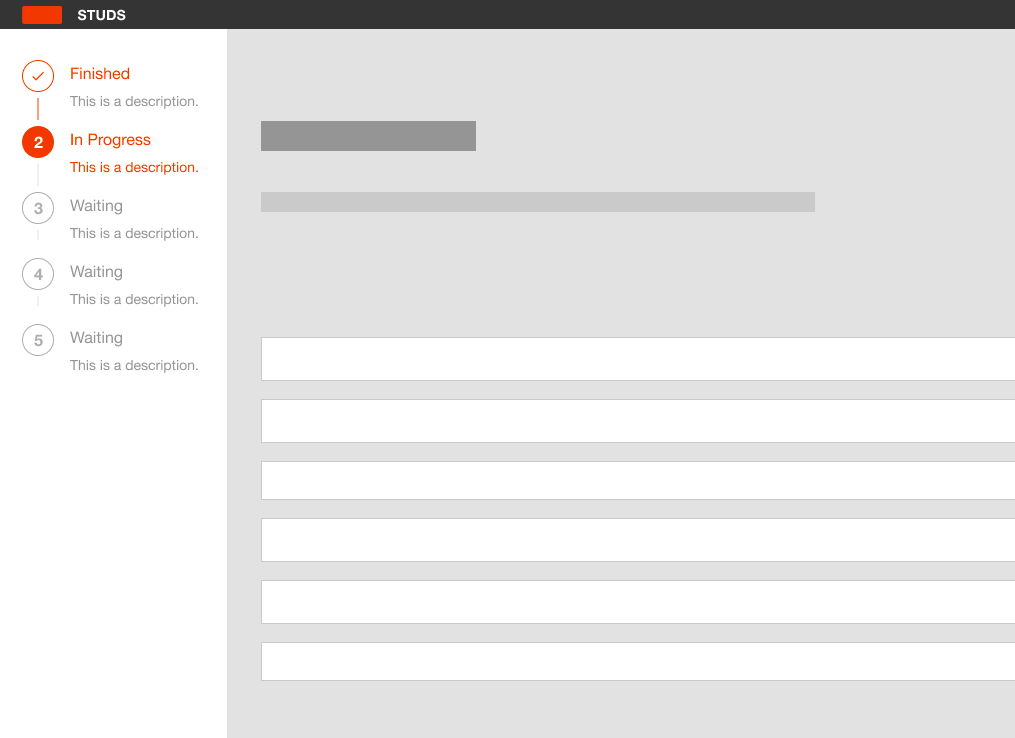 STUDS
Finished
This is a description.
2
In Progress
This is a description.
3
Waiting
This is a description.
4
Waiting
This is a description.
5
Waiting
This is a description.